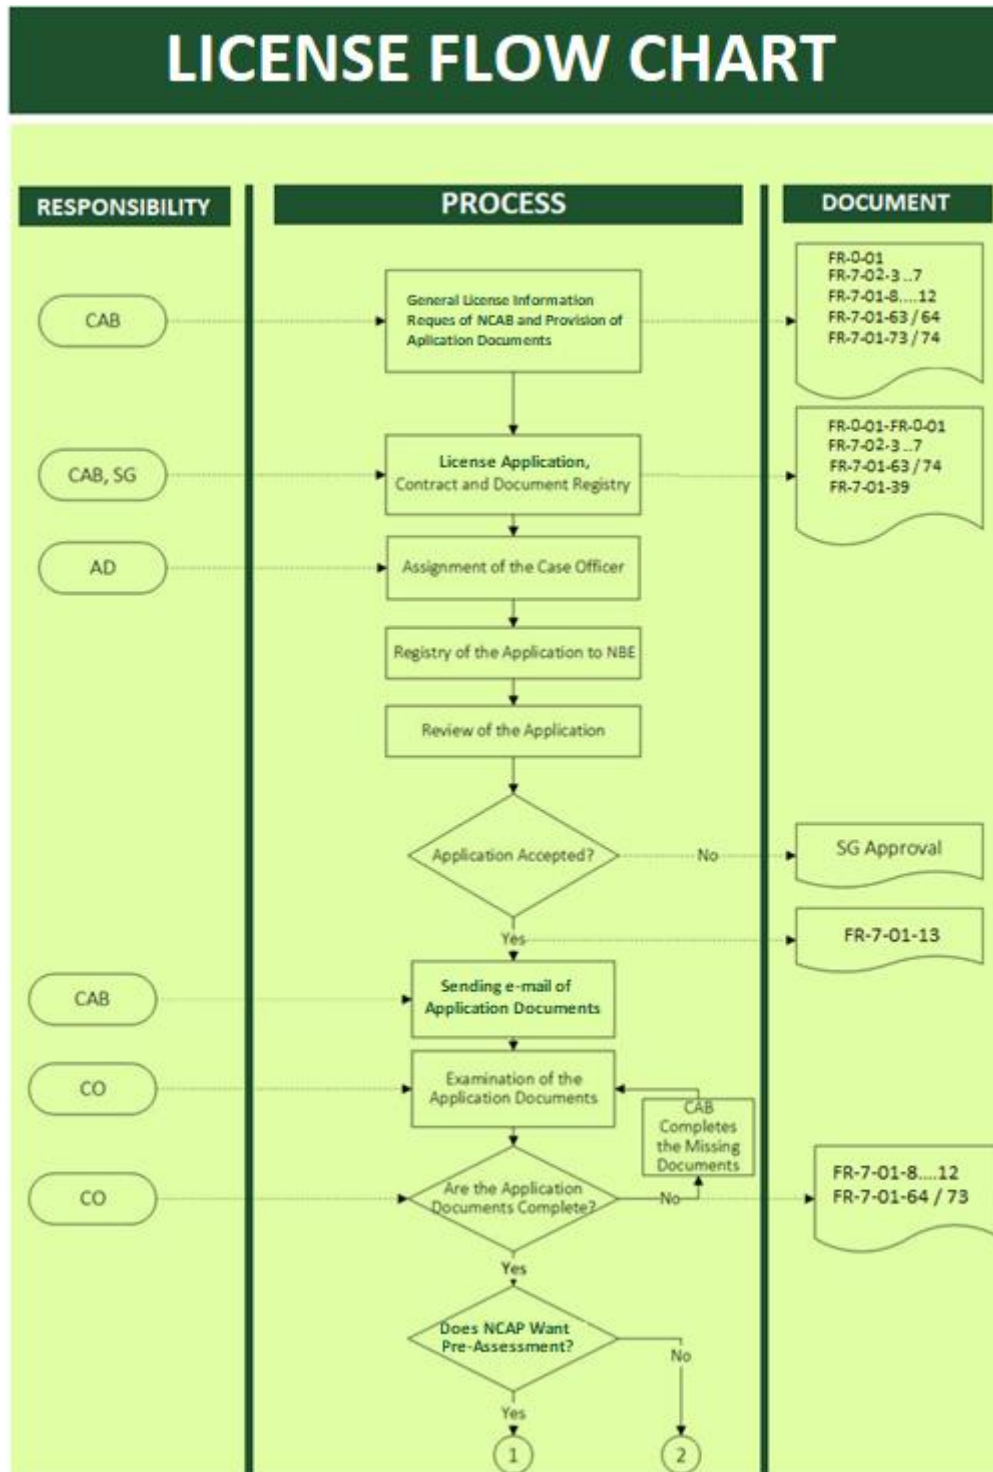 LICENSE FLOW CHART
RESPONSIBILITY
PROCESS
DOCUMENT
CAB
General License Information
Reques of NCAB and Provision of
Aplication Documents
FR-0-01
FR-7-02-3 ..7
FR-7-01-8....12
FR-7-01-63 / 64
FR-7-01-73 / 74
CAB, SG
License Application,
Contract and Document Registry
FR-0-01-FR-0-01
FR-7-02-3 ..7
FR-7-01-63 / 74
FR-7-01-39
AD
Assignment of the Case Officer
Registry of the Application to NBE
Review of the Application
Application Accepted?
No
SG Approval
Yes
FR-7-01-13
CAB
Sending e-mail of
Application Documents
CO
Examination of the
Application Documents
CAB
Completes
the Missing
Documents
CO
Are the Application
Documents Complete?
No
FR-7-01-8....12
FR-7-01-64 / 73
Yes
Does NCAP Want
Pre-Assessment?
No
Yes
1
2